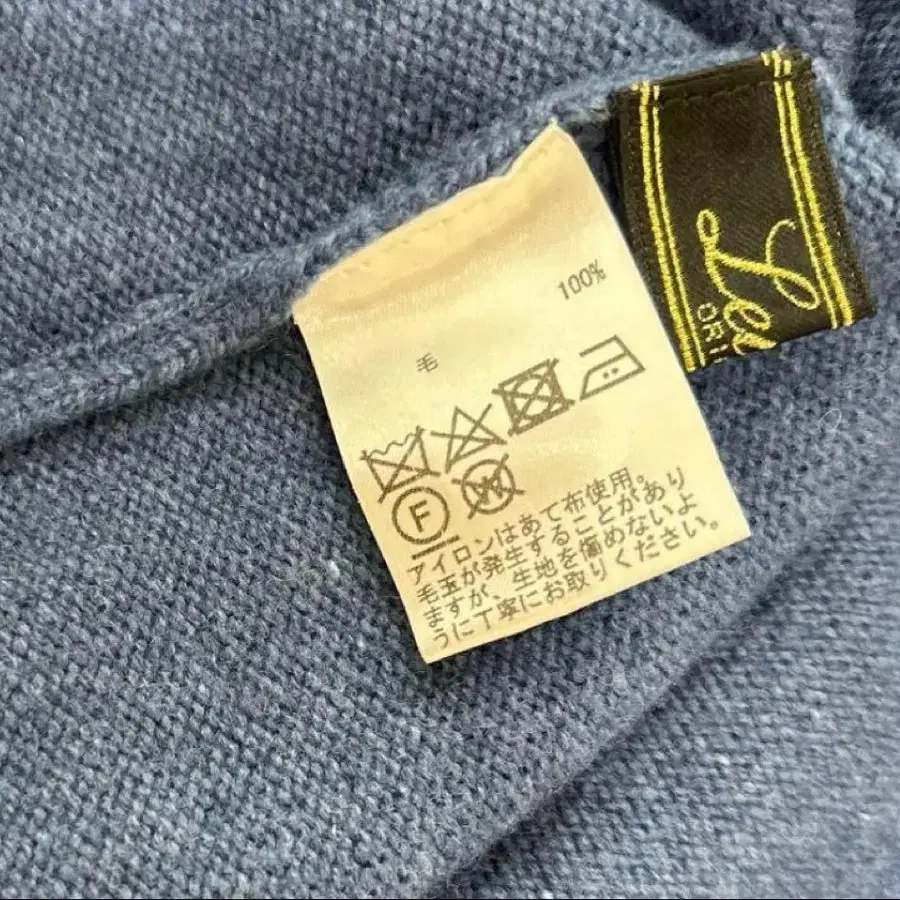 毛 100%
F W
アイロンはあて布使用。
毛玉が発生することがあり
ますが、生地を傷めないよ
うに丁寧にお取りください。